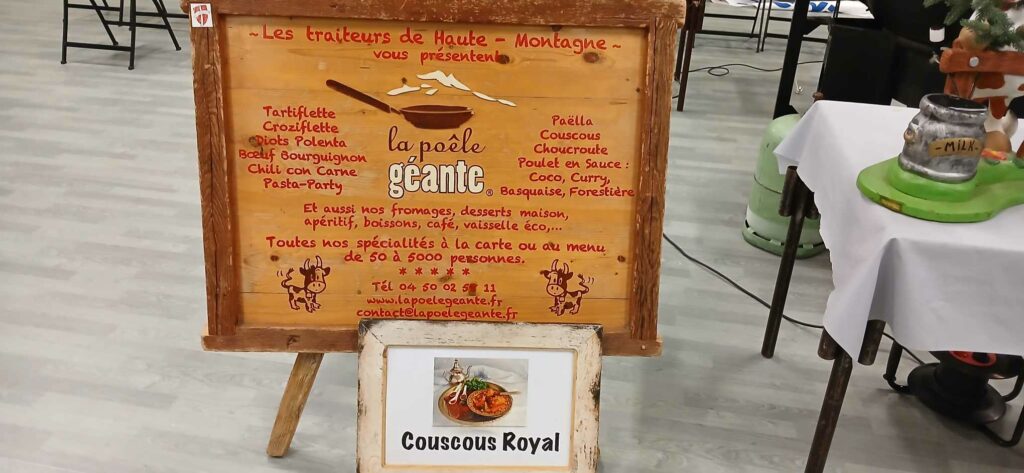 ~ Les traiteurs de Haute - Montagne ~
vous présentent
la poêle
géante ®
Tartiflette
Croziflette
Diots Polenta
Bœuf Bourguignon
Chili con Carne
Pasta-Party
Paëlla
Couscous
Choucroute
Poulet en Sauce :
Coco, Curry,
Basquaise, Forestière
Et aussi nos fromages, desserts maison,
apéritif, boissons, café, vaisselle éco,...
Toutes nos spécialités à la carte ou au menu
de 50 à 5000 personnes.
* * * * *
Tél 04 50 02 11
www.lapoelegeante.fr
contact@lapoelegeante.fr
Couscous Royal
- MILK -